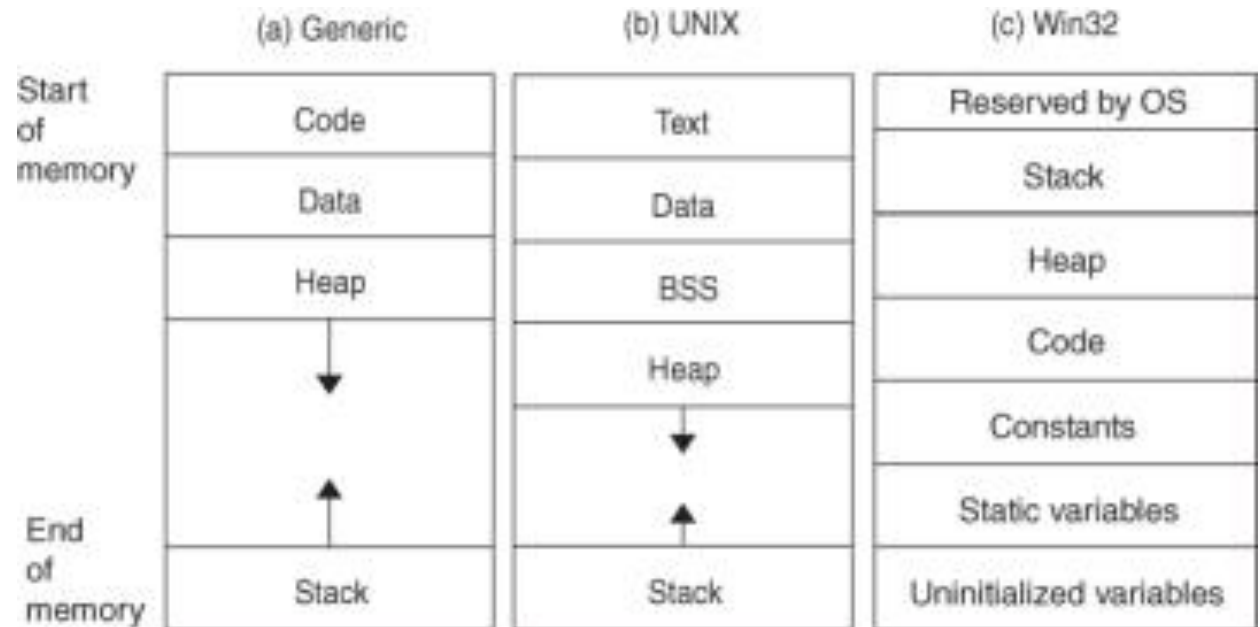 (a) Generic
(b) UNIX
(c) Win32
Start
of
memory
End
of
memory
Code
Data
Heap
Stack
Text
Data
BSS
Heap
Stack
Reserved by OS
Stack
Heap
Code
Constants
Static variables
Uninitialized variables